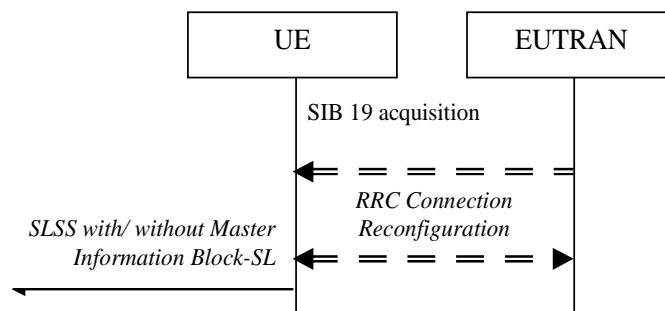 UE
EUTRAN
SIB 19 acquisition
RRC Connection
Reconfiguration
SLSS with/ without Master
Information Block-SL